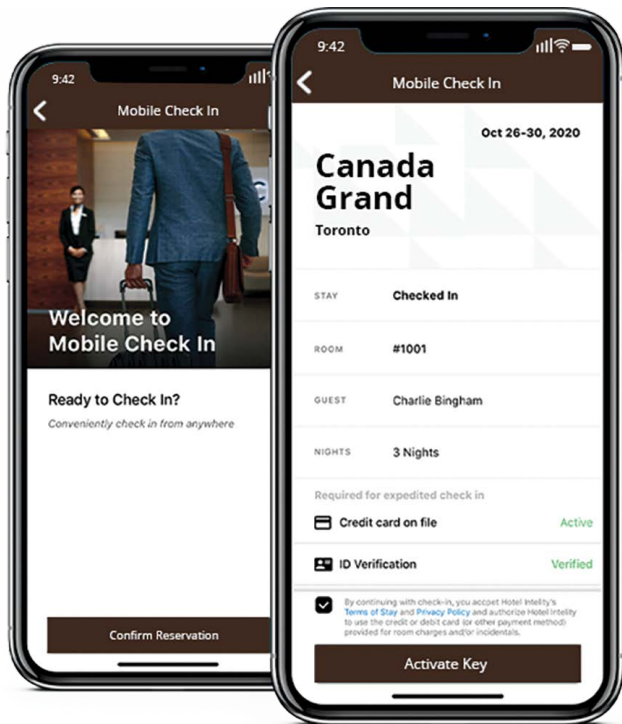 9:42
Mobile Check In
Welcome to
Mobile Check In
Ready to Check In?
Conveniently check in from anywhere
Confirm Reservation
9:42
Mobile Check In
Oct 26-30, 2020
Canada
Grand
Toronto
STAY Checked In
ROOM #1001
GUEST Charlie Bingham
NIGHTS 3 Nights
Required for expedited check in
Credit card on file Active
ID Verification Verified
By continuing with check-in, you accpet Hotel Intelity's
Terms of Stay and Privacy Policy and authorize Hotel Intelity
to use the credit or debit card (or other payment method)
provided for room charges and/or incidentals.
Activate Key